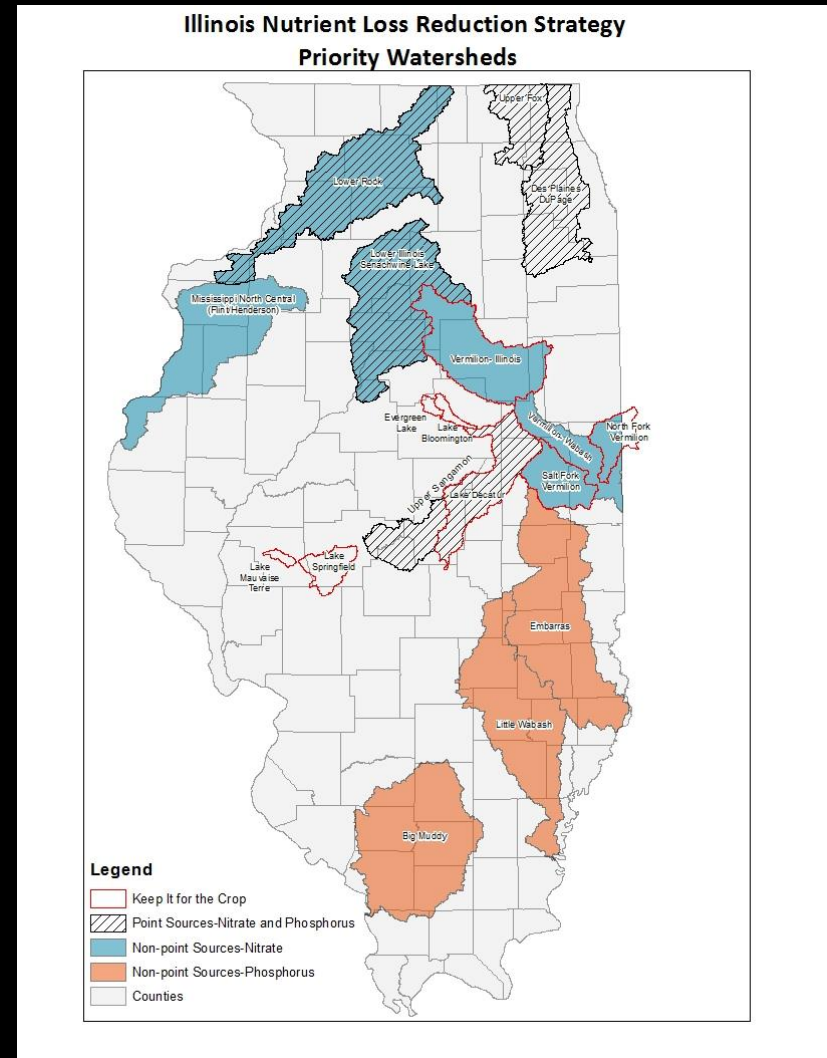 Illinois Nutrient Loss Reduction Strategy
Priority Watersheds
Upper Fox
Lower Rock
Des Plaines
DuPage
Lower Illinois
Senachwine Lake
Mississippi North Central
(Flint/Henderson)
Vermilion- Illinois
Evergreen
Lake
Lake
Bloomington
Vermilion- Wabash
North Fork
Vermilion
Upper Sangamon
Lake Decatur
Salt Fork
Vermilion
Lake
Springfield
Lake
Mauvaise
Terre
Embarras
Little Wabash
Big Muddy
Legend
Keep It for the Crop
Point Sources-Nitrate and Phosphorus
Non-point Sources-Nitrate
Non-point Sources-Phosphorus
Counties